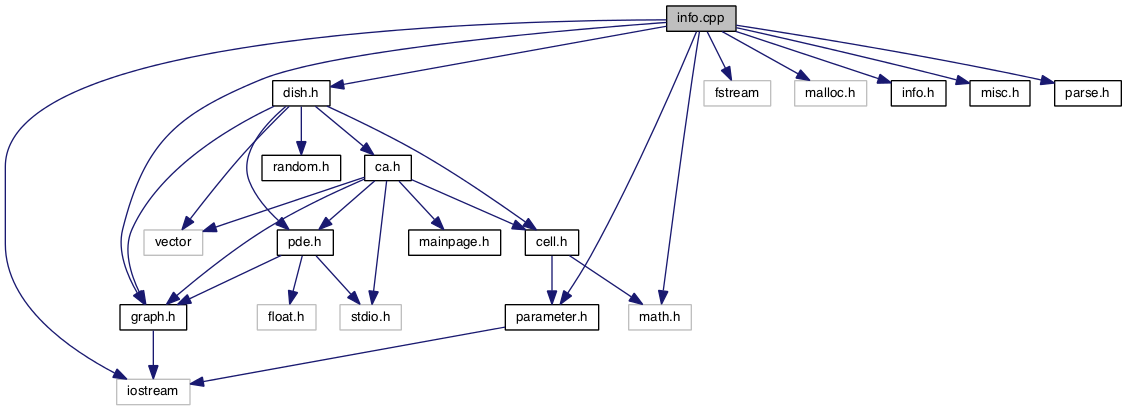 info.cpp
dish.h
fstream
malloc.h
info.h
misc.h
parse.h
random.h
ca.h
vector
pde.h
mainpage.h
cell.h
graph.h
float.h
stdio.h
parameter.h
math.h
iostream